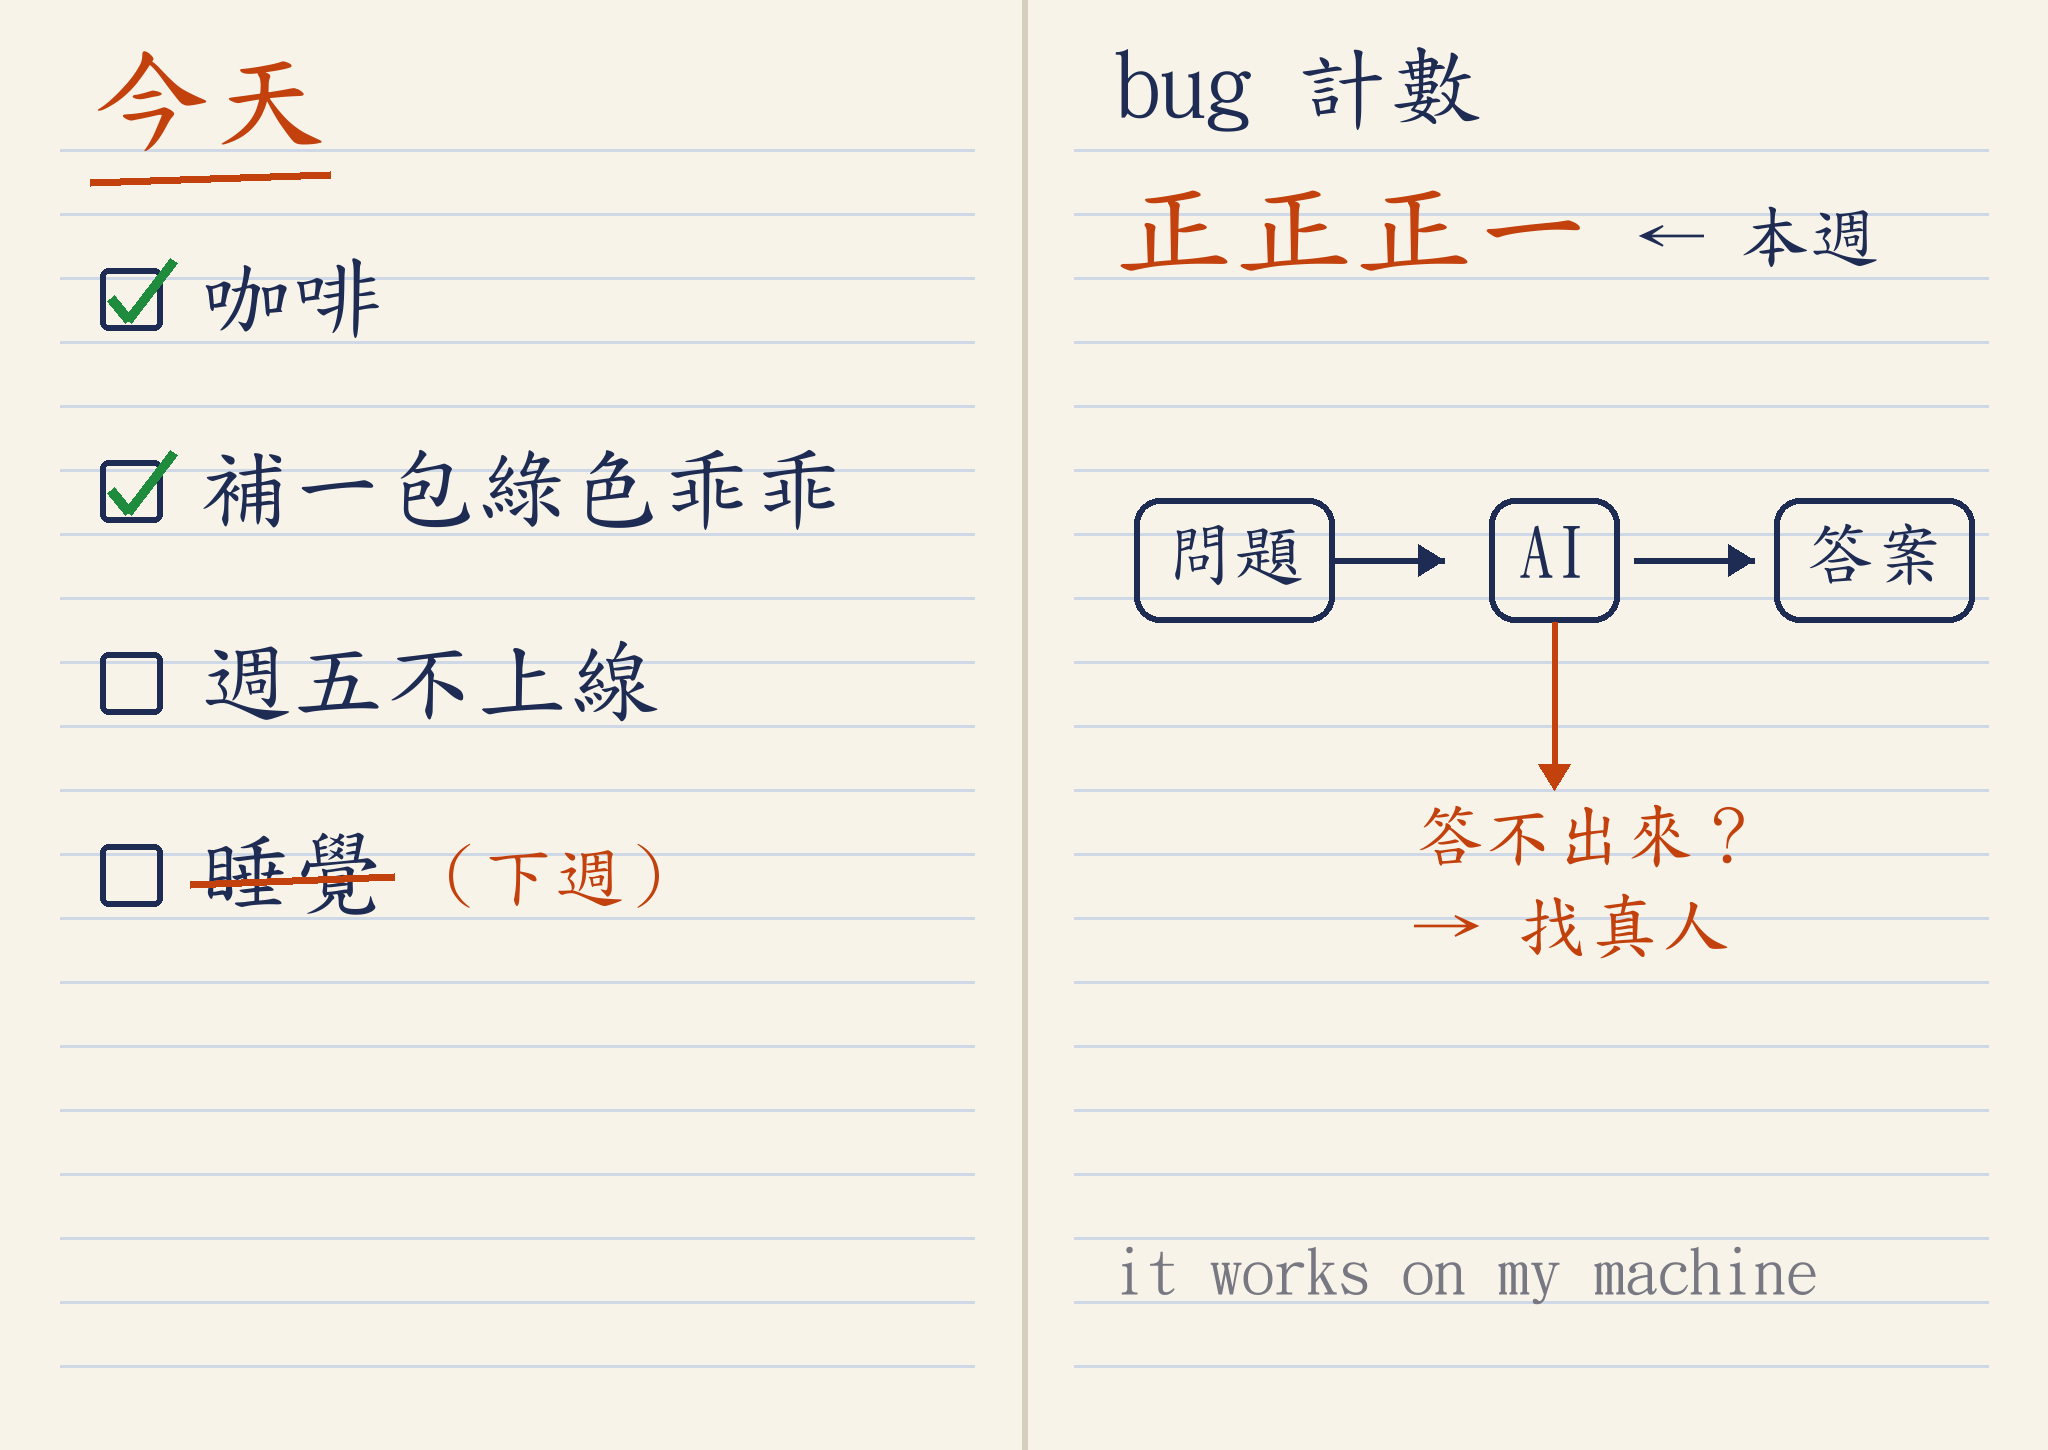 今天
咖啡
補一包綠色乖乖
週五不上線
睡覺（下週）
bug 計數
正正正一 ← 本週
問題 AI 答案
答不出來？
→ 找真人
it works on my machine